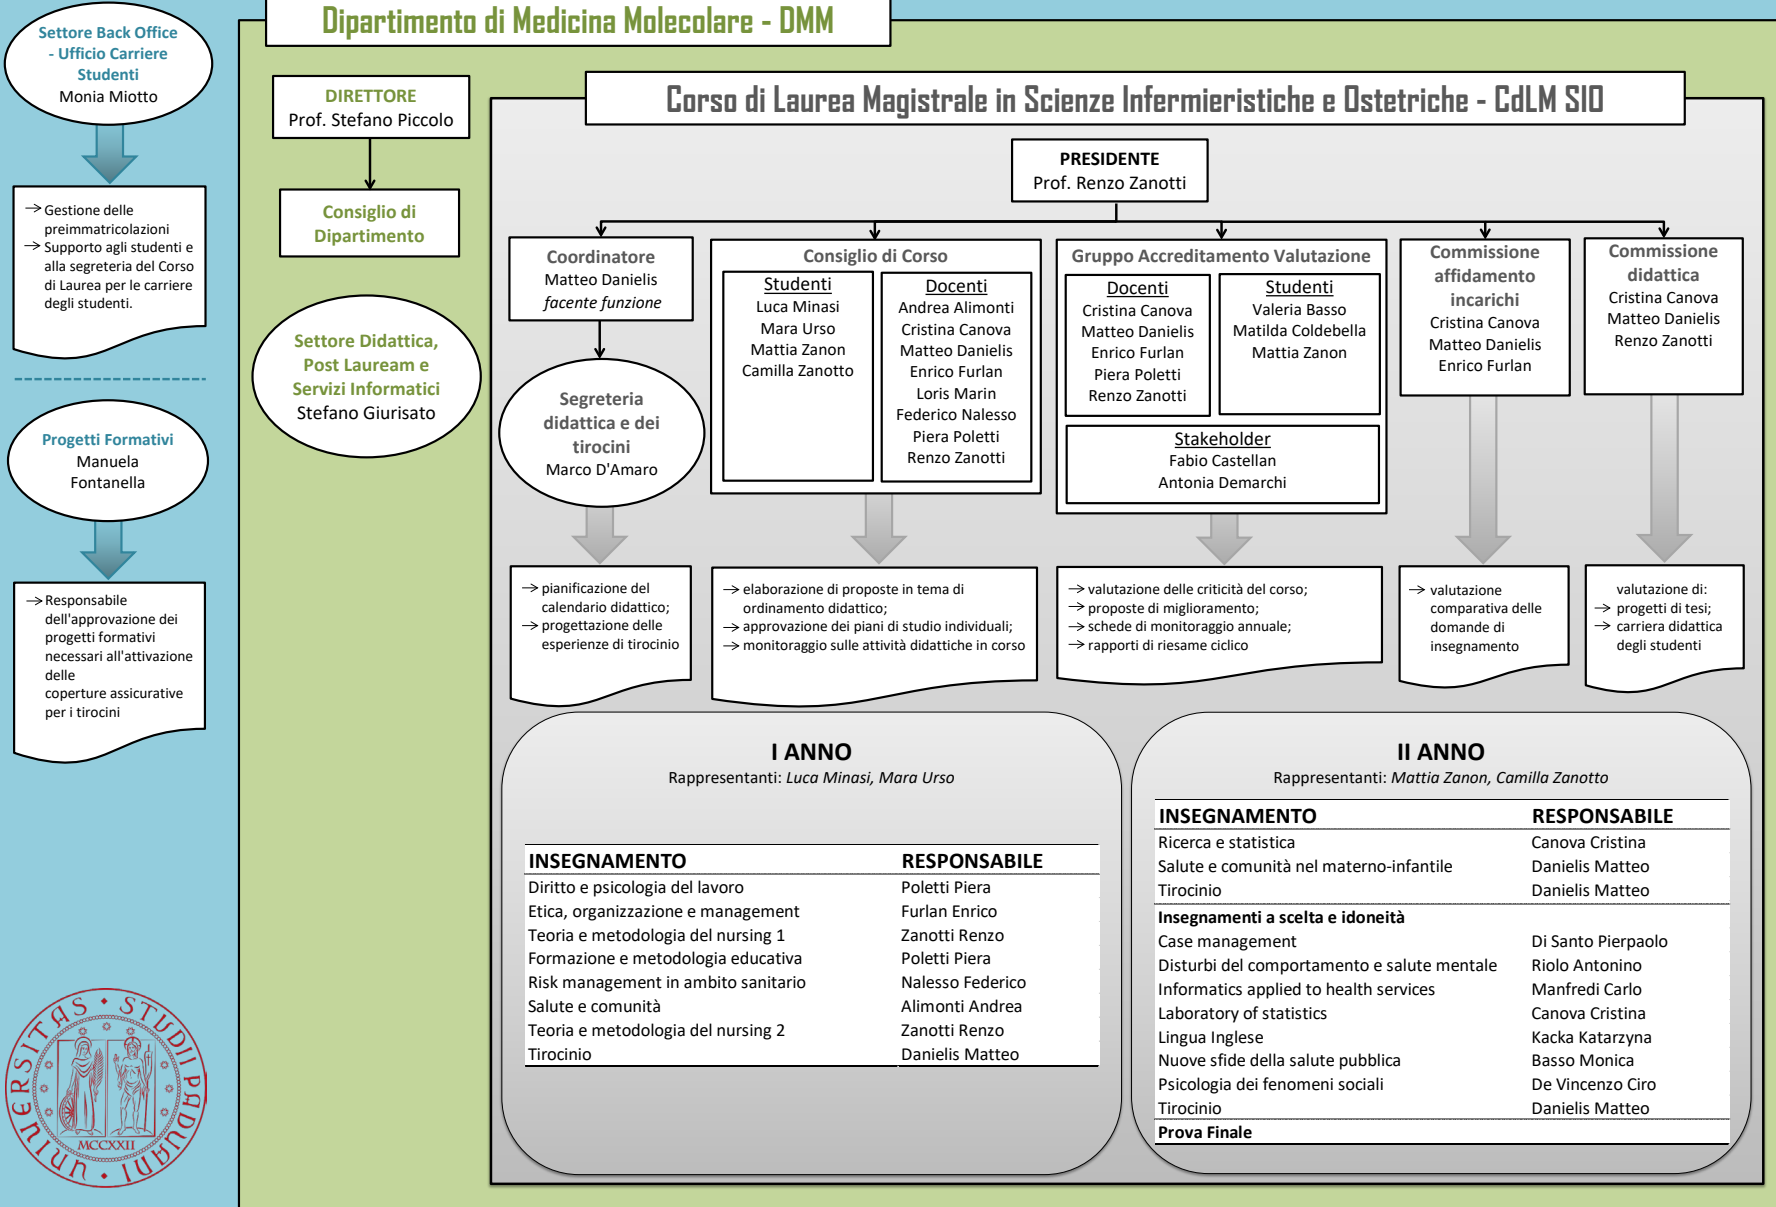 Settore Back Office
- Ufficio Carriere
Studenti
Monia Miotto
→ Gestione delle
preimmatricolazioni
→ Supporto agli studenti e
alla segreteria del Corso
di Laurea per le carriere
degli studenti.
Progetti Formativi
Manuela
Fontanella
→ Responsabile
dell'approvazione dei
progetti formativi
necessari all'attivazione
delle
coperture assicurative
per i tirocini
UNIVERSITAS STUDII PADUANI
MCCXXII
Dipartimento di Medicina Molecolare - DMM
DIRETTORE
Prof. Stefano Piccolo
Consiglio di
Dipartimento
Settore Didattica,
Post Lauream e
Servizi Informatici
Stefano Giurisato
Corso di Laurea Magistrale in Scienze Infermieristiche e Ostetriche - CdLM SIO
PRESIDENTE
Prof. Renzo Zanotti
Coordinatore
Matteo Danielis
facente funzione
Segreteria
didattica e dei
tirocini
Marco D'Amaro
→ pianificazione del
calendario didattico;
→ progettazione delle
esperienze di tirocinio
Consiglio di Corso
Studenti
Luca Minasi
Mara Urso
Mattia Zanon
Camilla Zanotto
Docenti
Andrea Alimonti
Cristina Canova
Matteo Danielis
Enrico Furlan
Loris Marin
Federico Nalesso
Piera Poletti
Renzo Zanotti
→ elaborazione di proposte in tema di
ordinamento didattico;
→ approvazione dei piani di studio individuali;
→ monitoraggio sulle attività didattiche in corso
Gruppo Accreditamento Valutazione
Docenti
Cristina Canova
Matteo Danielis
Enrico Furlan
Piera Poletti
Renzo Zanotti
Studenti
Valeria Basso
Matilda Coldebella
Mattia Zanon
Stakeholder
Fabio Castellan
Antonia Demarchi
→ valutazione delle criticità del corso;
→ proposte di miglioramento;
→ schede di monitoraggio annuale;
→ rapporti di riesame ciclico
Commissione
affidamento
incarichi
Cristina Canova
Matteo Danielis
Enrico Furlan
→ valutazione
comparativa delle
domande di
insegnamento
Commissione
didattica
Cristina Canova
Matteo Danielis
Renzo Zanotti
valutazione di:
→ progetti di tesi;
→ carriera didattica
degli studenti
I ANNO
Rappresentanti: Luca Minasi, Mara Urso
INSEGNAMENTO RESPONSABILE
Diritto e psicologia del lavoro Poletti Piera
Etica, organizzazione e management Furlan Enrico
Teoria e metodologia del nursing 1 Zanotti Renzo
Formazione e metodologia educativa Poletti Piera
Risk management in ambito sanitario Nalesso Federico
Salute e comunità Alimonti Andrea
Teoria e metodologia del nursing 2 Zanotti Renzo
Tirocinio Danielis Matteo
II ANNO
Rappresentanti: Mattia Zanon, Camilla Zanotto
INSEGNAMENTO RESPONSABILE
Ricerca e statistica Canova Cristina
Salute e comunità nel materno-infantile Danielis Matteo
Tirocinio Danielis Matteo
Insegnamenti a scelta e idoneità
Case management Di Santo Pierpaolo
Disturbi del comportamento e salute mentale Riolo Antonino
Informatics applied to health services Manfredi Carlo
Laboratory of statistics Canova Cristina
Lingua Inglese Kacka Katarzyna
Nuove sfide della salute pubblica Basso Monica
Psicologia dei fenomeni sociali De Vincenzo Ciro
Tirocinio Danielis Matteo
Prova Finale